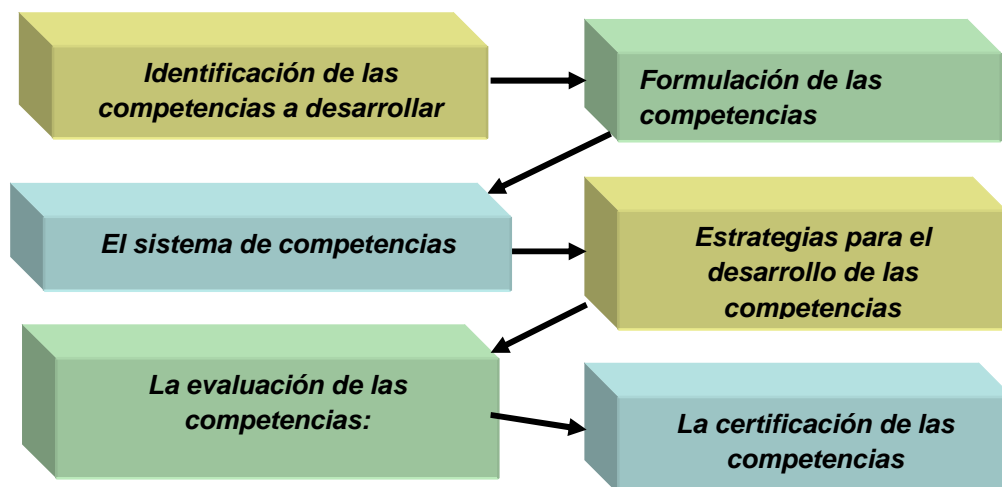 Identificación de las
competencias a desarrollar
Formulación de las
competencias
El sistema de competencias
Estrategias para el
desarrollo de las
competencias
La evaluación de las
competencias:
La certificación de las
competencias